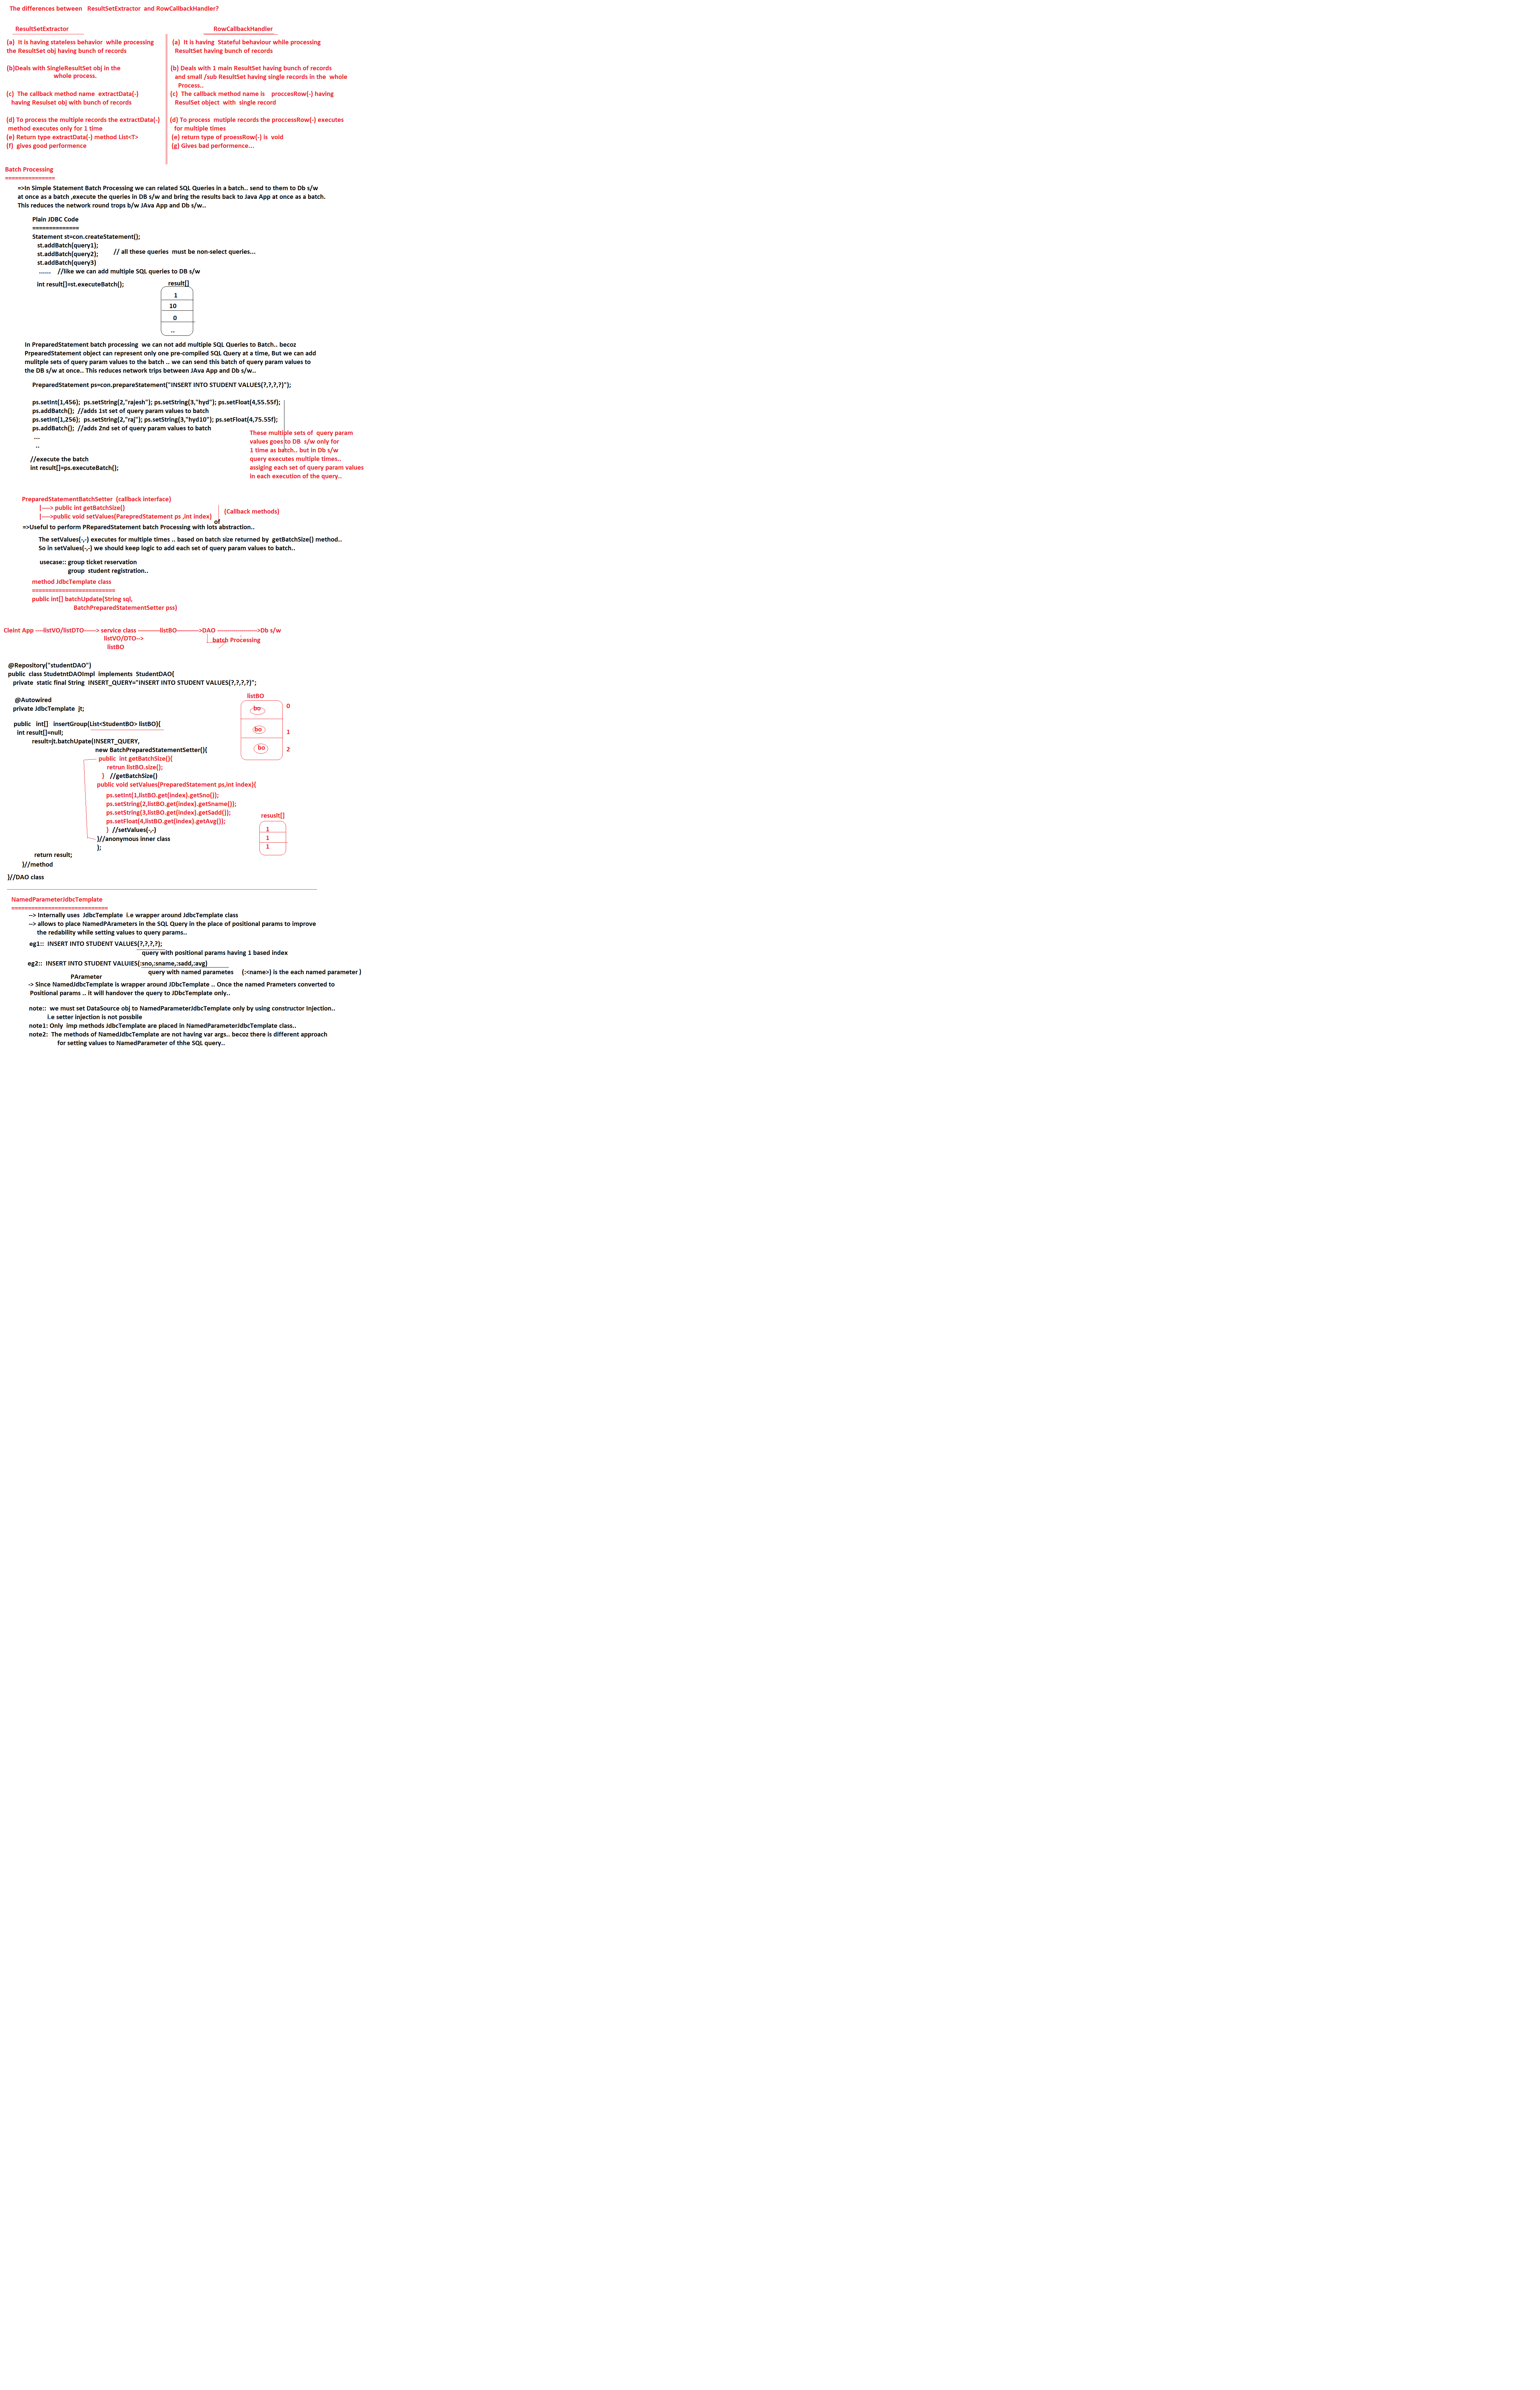 The differences between   ResultSetExtractor  and RowCallbackHandler?
ResultSetExtractor
(a)  It is having stateless behavior  while processing
the ResultSet obj having bunch of records
(b)Deals with SingleResultSet obj in the
whole process.
(c)  The callback method name  extractData(-)
having Resulset obj with bunch of records
(d) To process the multiple records the extractData(-)
method executes only for 1 time
(e) Return type extractData(-) method List<T>
(f)  gives good performence
RowCallbackHandler
(a)  It is having  Stateful behaviour while processing
ResultSet having bunch of records
(b) Deals with 1 main ResultSet having bunch of records
and small /sub ResultSet having single records in the  whole
Process..
(c)  The callback method name is    proccesRow(-) having
ResulSet object  with  single record
(d) To process  mutiple records the proccessRow(-) executes
for multiple times
(e) return type of proessRow(-) is  void
(g) Gives bad performence...
Batch Processing
===============
=>In Simple Statement Batch Processing we can related SQL Queries in a batch.. send to them to Db s/w
at once as a batch ,execute the queries in DB s/w and bring the results back to Java App at once as a batch.
This reduces the network round trops b/w JAva App and Db s/w..
Plain JDBC Code
==============
Statement st=con.createStatement();
st.addBatch(query1);
st.addBatch(query2);
// all these queries  must be non-select queries...
st.addBatch(query3)
......    //like we can add multiple SQL queries to DB s/w
int result[]=st.executeBatch();
result[]
1
10
0
..
In PreparedStatement batch processing  we can not add multiple SQL Queries to Batch.. becoz
PrpearedStatement object can represent only one pre-compiled SQL Query at a time, But we can add
mulitple sets of query param values to the batch .. we can send this batch of query param values to
the DB s/w at once.. This reduces network trips between JAva App and Db s/w..
PreparedStatement ps=con.prepareStatement("INSERT INTO STUDENT VALUES(?,?,?,?)");
ps.setInt(1,456);  ps.setString(2,"rajesh"); ps.setString(3,"hyd"); ps.setFloat(4,55.55f);
ps.addBatch(); //adds 1st set of query param values to batch
ps.setInt(1,256);  ps.setString(2,"raj"); ps.setString(3,"hyd10"); ps.setFloat(4,75.55f);
ps.addBatch();  //adds 2nd set of query param values to batch
...
..
//execute the batch
int result[]=ps.executeBatch();
These multiple sets of  query param
values goes to DB  s/w only for
1 time as batch.. but in Db s/w
query executes multiple times..
assiging each set of query param values
in each execution of the query..
PreparedStatementBatchSetter  (callback interface)
|----> public int getBatchSize()
|---->public void setValues(ParepredStatement ps ,int index)
(Callback methods)
of
=>Useful to perform PReparedStatement batch Processing with lots abstraction..
The setValues(-,-) executes for multiple times .. based on batch size returned by  getBatchSize() method..
So in setValues(-,-) we should keep logic to add each set of query param values to batch..
usecase:: group ticket reservation
group  student registration..
method JdbcTemplate class
=========================
public int[] batchUpdate(String sql,
BatchPreparedStatementSetter pss)
Cleint App ----listVO/listDTO------> service class -----------listBO----------->DAO -------------------->Db s/w
listVO/DTO-->
listBO
batch Processing
@Repository("studentDAO")
public  class StudetntDAOImpl  implements  StudentDAO{
private  static final String  INSERT_QUERY="INSERT INTO STUDENT VALUES(?,?,?,?)";
@Autowired
private JdbcTemplate  jt;
public   int[]   insertGroup(List<StudentBO> listBO){
int result[]=null;
result=jt.batchUpate(INSERT_QUERY,
new BatchPreparedStatementSetter(){
public  int getBatchSize(){
retrun listBO.size();
}   //getBatchSize()
public void setValues(PreparedStatement ps,int index){
ps.setInt(1,listBO.get(index).getSno());
ps.setString(2,listBO.get(index).getSname());
ps.setString(3,listBO.get(index).getSadd());
ps.setFloat(4,listBO.get(index).getAvg());
}  //setValues(-,-)
}//anonymous inner class
);
return result;
}//method
}//DAO class
listBO
bo
0
bo
1
bo
2
resuslt[]
1
1
1
NamedParameterJdbcTemplate
=============================
--> Internally uses  JdbcTemplate  i.e wrapper around JdbcTemplate class
--> allows to place NamedPArameters in the SQL Query in the place of positional params to improve
the redability while setting values to query params..
eg1::  INSERT INTO STUDENT VALUES(?,?,?,?);
query with positional params having 1 based index
eg2::  INSERT INTO STUDENT VALUIES(:sno,:sname,:sadd,:avg)
query with named parametes     (:<name>) is the each named parameter )
PArameter
-> Since NamedJdbcTemplate is wrapper around JDbcTemplate .. Once the named Prameters converted to
Positional params .. it will handover the query to JDbcTemplate only..
note::  we must set DataSource obj to NamedParameterJdbcTemplate only by using constructor Injection..
i.e setter injection is not possbile
note1: Only  imp methods JdbcTemplate are placed in NamedParameterJdbcTemplate class..
note2:  The methods of NamedJdbcTemplate are not having var args.. becoz there is different approach
for setting values to NamedParameter of thhe SQL query..